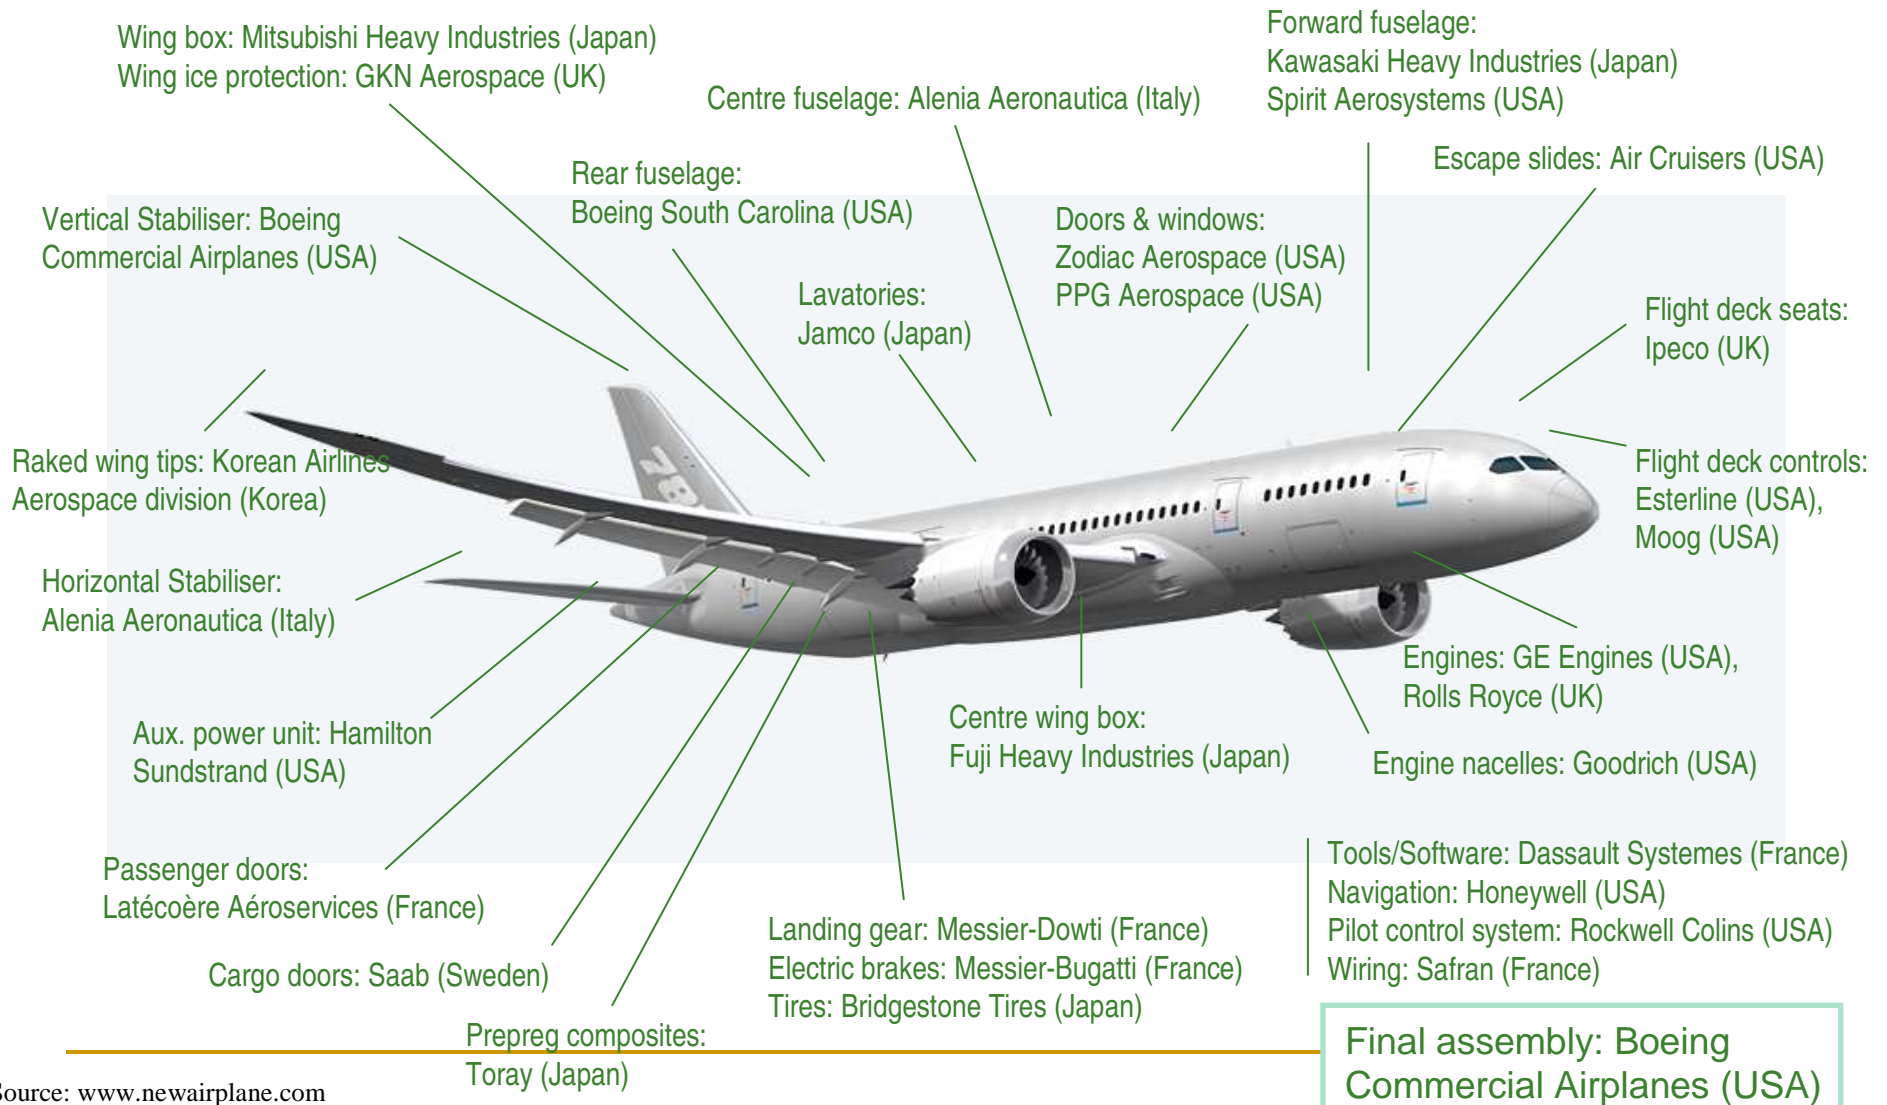 Wing box: Mitsubishi Heavy Industries (Japan)
Wing ice protection: GKN Aerospace (UK)
Forward fuselage:
Kawasaki Heavy Industries (Japan)
Spirit Aerosystems (USA)
Centre fuselage: Alenia Aeronautica (Italy)
Escape slides: Air Cruisers (USA)
Rear fuselage:
Boeing South Carolina (USA)
Vertical Stabiliser: Boeing
Commercial Airplanes (USA)
Doors & windows:
Zodiac Aerospace (USA)
PPG Aerospace (USA)
Lavatories:
Jamco (Japan)
Flight deck seats:
Ipeco (UK)
Raked wing tips: Korean Airlines
Aerospace division (Korea)
78
Flight deck controls:
Esterline (USA),
Moog (USA)
Horizontal Stabiliser:
Alenia Aeronautica (Italy)
Engines: GE Engines (USA),
Rolls Royce (UK)
Centre wing box:
Fuji Heavy Industries (Japan)
Aux. power unit: Hamilton
Sundstrand (USA)
Engine nacelles: Goodrich (USA)
Passenger doors:
Latécoère Aéroservices (France)
Tools/Software: Dassault Systemes (France)
Navigation: Honeywell (USA)
Pilot control system: Rockwell Colins (USA)
Wiring: Safran (France)
Landing gear: Messier-Dowti (France)
Electric brakes: Messier-Bugatti (France)
Tires: Bridgestone Tires (Japan)
Cargo doors: Saab (Sweden)
Prepreg composites:
Toray (Japan)
Final assembly: Boeing
Commercial Airplanes (USA)
Source: www.newairplane.com